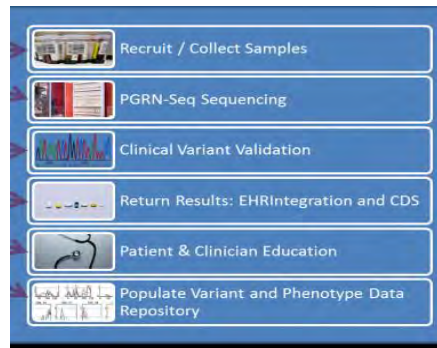 Recruit / Collect Samples
PGRN-Seq Sequencing
Clinical Variant Validation
Return Results: EHRIntegration and CDS
Patient & Clinician Education
Populate Variant and Phenotype Data
Repository